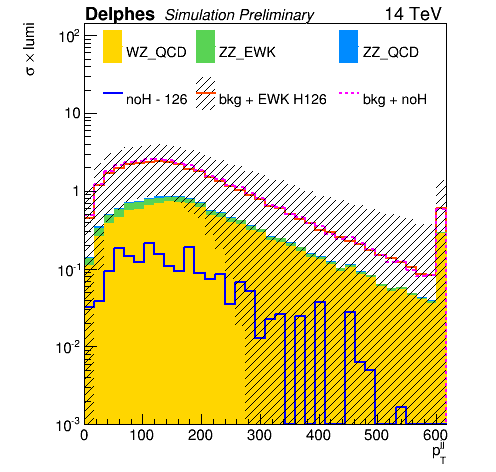 Delphes Simulation Preliminary 14 TeV
σ × lumi
10²
10
1
10⁻¹
10⁻²
10⁻³
WZ_QCD ZZ_EWK ZZ_QCD
noH - 126 bkg + EWK H126 bkg + noH
0 100 200 300 400 500 600
p_T^ll